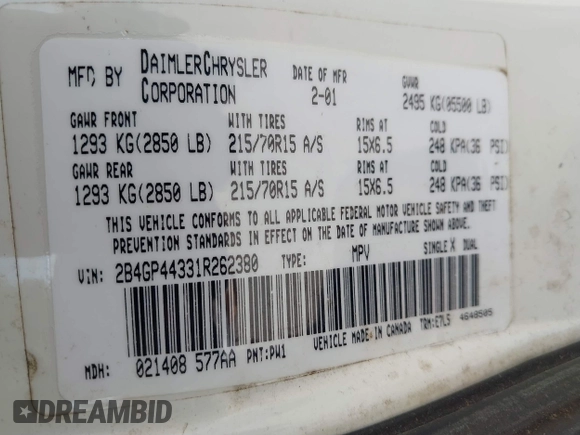 MFD BY DAIMLERCHRYSLER CORPORATION DATE OF MFR 2-01 GVWR 2495 KG(05500 LB)
GAWR FRONT WITH TIRES RIMS AT COLD
1293 KG(2850 LB) 215/70R15 A/S 15X6.5 248 KPA(36 PSI)
GAWR REAR WITH TIRES RIMS AT COLD
1293 KG(2850 LB) 215/70R15 A/S 15X6.5 248 KPA(36 PSI)
THIS VEHICLE CONFORMS TO ALL APPLICABLE FEDERAL MOTOR VEHICLE SAFETY AND THEFT
PREVENTION STANDARDS IN EFFECT ON THE DATE OF MANUFACTURE SHOWN ABOVE.
VIN: 2B4GP44331R262380 TYPE: MPV SINGLE X DUAL
VEHICLE MADE IN CANADA TRM:E7L5 4648505
MDH: 021408 577AA PNT:PW1
DREAMBID